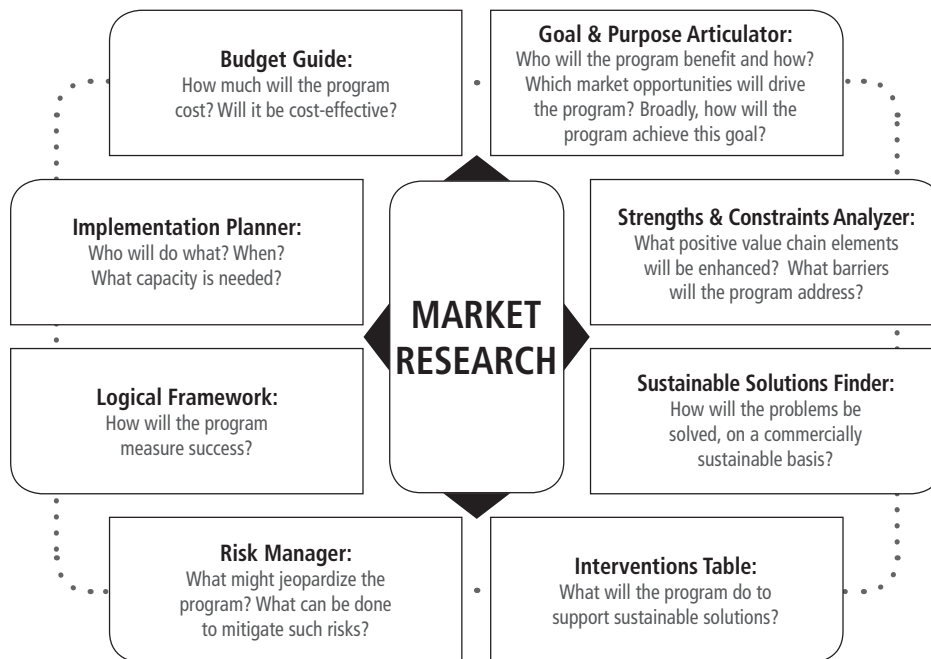 Budget Guide:
How much will the program
cost? Will it be cost-effective?
Goal & Purpose Articulator:
Who will the program benefit and how?
Which market opportunities will drive
the program? Broadly, how will the
program achieve this goal?
Implementation Planner:
Who will do what? When?
What capacity is needed?
MARKET
RESEARCH
Strengths & Constraints Analyzer:
What positive value chain elements
will be enhanced? What barriers
will the program address?
Logical Framework:
How will the program
measure success?
Sustainable Solutions Finder:
How will the problems be
solved, on a commercially
sustainable basis?
Risk Manager:
What might jeopardize the
program? What can be done
to mitigate such risks?
Interventions Table:
What will the program do to
support sustainable solutions?